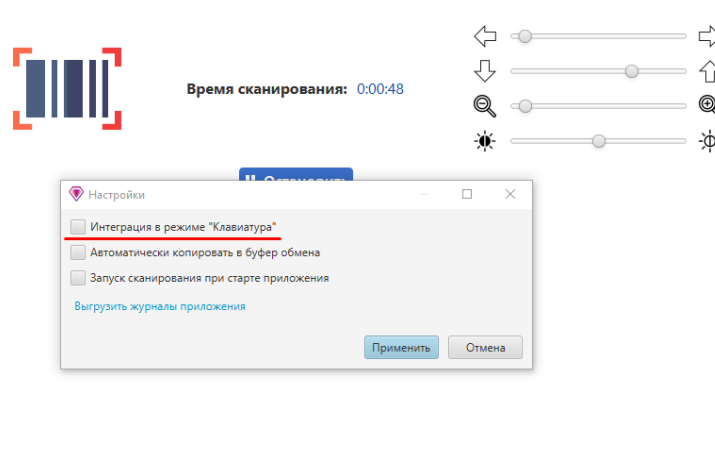 Время сканирования: 0:00:48
Остановить
Настройки
Интеграция в режиме "Клавиатура"
Автоматически копировать в буфер обмена
Запуск сканирования при старте приложения
Выгрузить журналы приложения
Применить Отмена